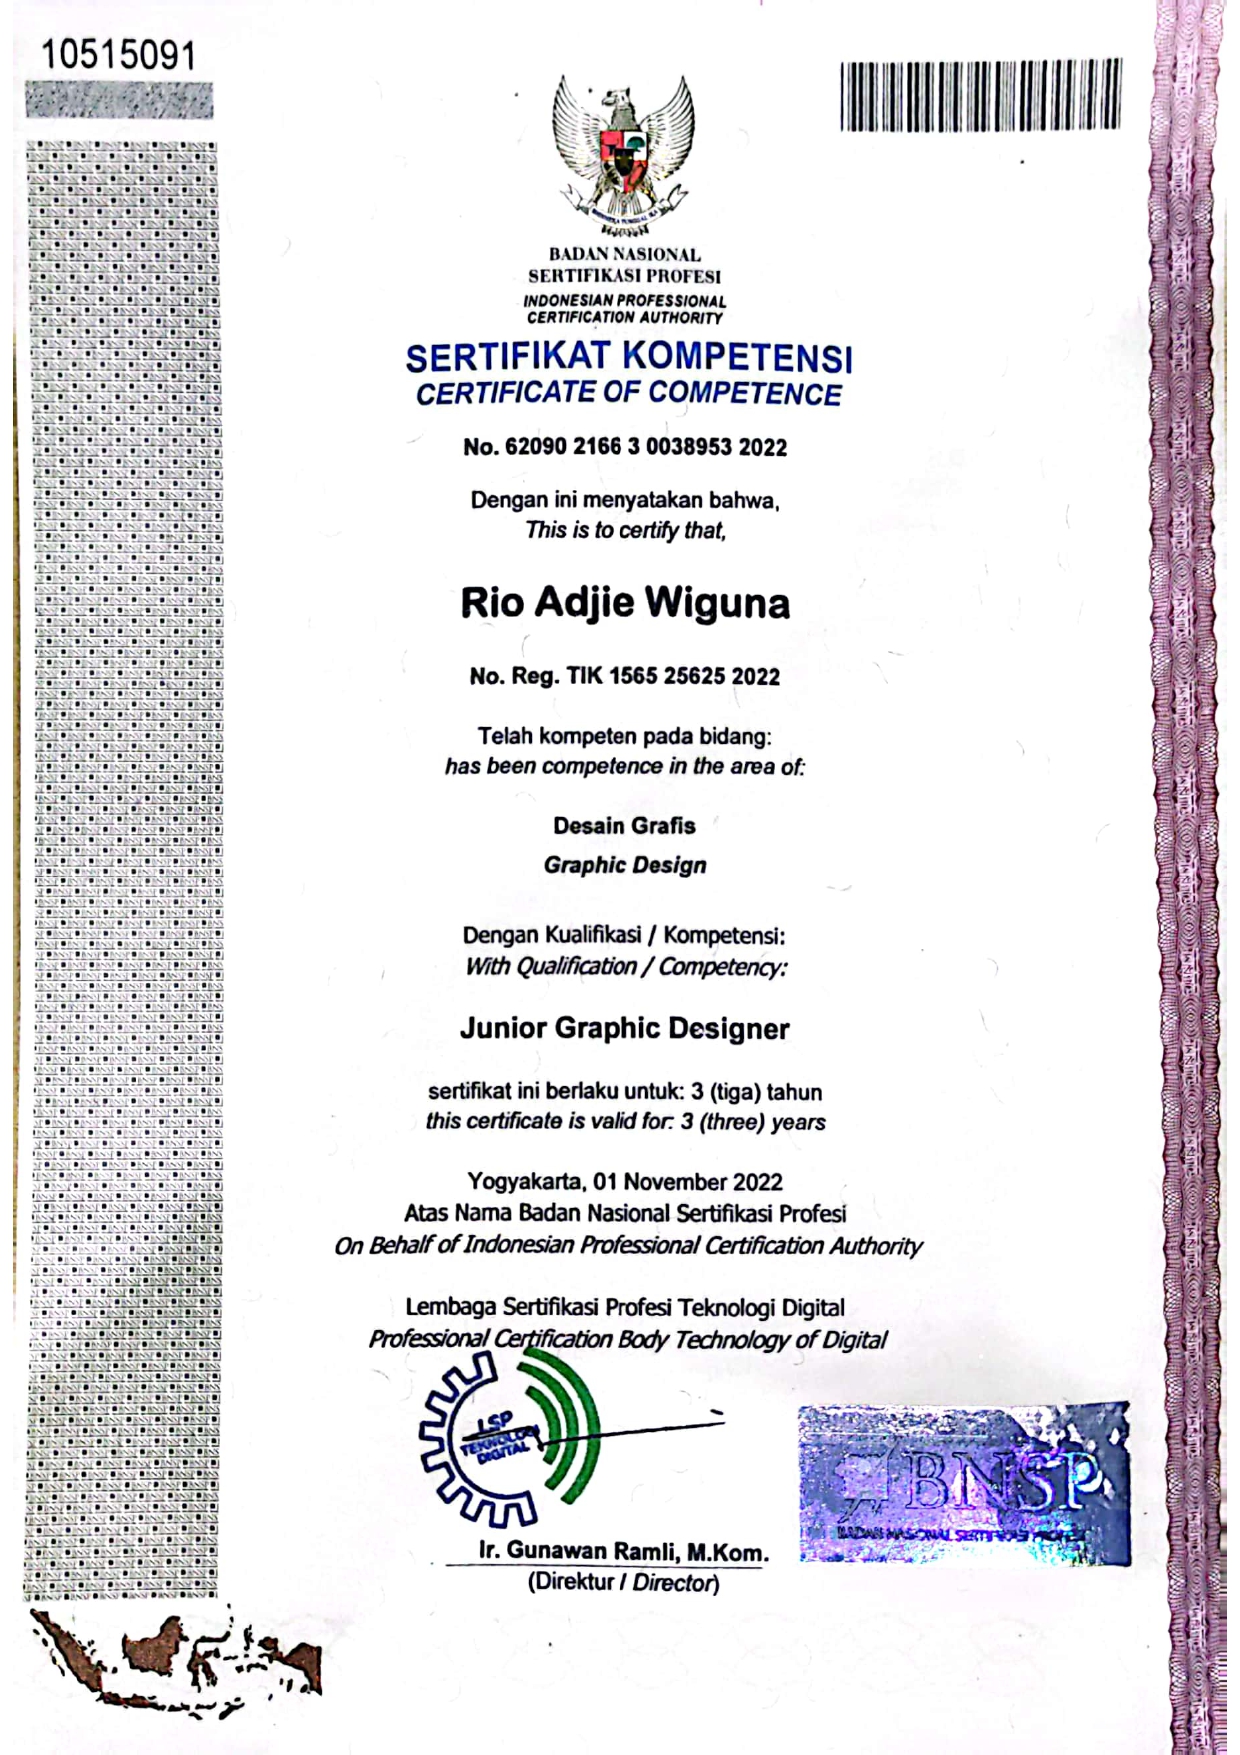 10515091
BADAN NASIONAL
SERTIFIKASI PROFESI
INDONESIAN PROFESSIONAL
CERTIFICATION AUTHORITY
SERTIFIKAT KOMPETENSI
CERTIFICATE OF COMPETENCE
No. 62090 2166 3 0038953 2022
Dengan ini menyatakan bahwa,
This is to certify that,
Rio Adjie Wiguna
No. Reg. TIK 1565 25625 2022
Telah kompeten pada bidang:
has been competence in the area of:
Desain Grafis
Graphic Design
Dengan Kualifikasi / Kompetensi:
With Qualification / Competency:
Junior Graphic Designer
sertifikat ini berlaku untuk: 3 (tiga) tahun
this certificate is valid for: 3 (three) years
Yogyakarta, 01 November 2022
Atas Nama Badan Nasional Sertifikasi Profesi
On Behalf of Indonesian Professional Certification Authority
Lembaga Sertifikasi Profesi Teknologi Digital
Professional Certification Body Technology of Digital
LSP
TEKNOLOGI
DIGITAL
BNSP
BADAN NASIONAL SERTIFIKASI PROFESI
Ir. Gunawan Ramli, M.Kom.
(Direktur / Director)